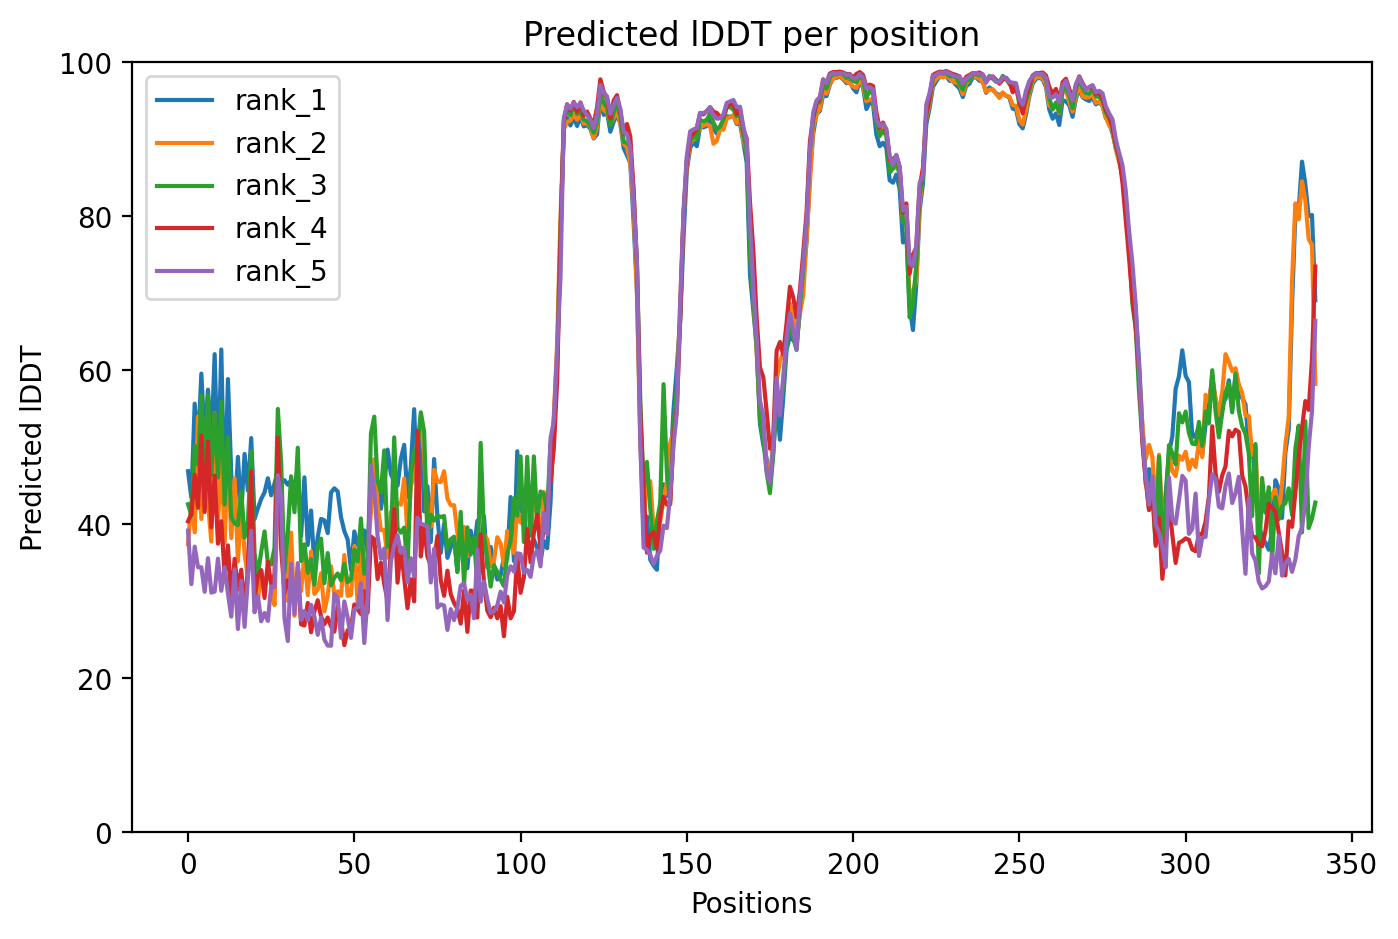 Predicted lDDT per position
100
80
60
40
20
0
Predicted lDDT
rank_1
rank_2
rank_3
rank_4
rank_5
0 50 100 150 200 250 300 350
Positions